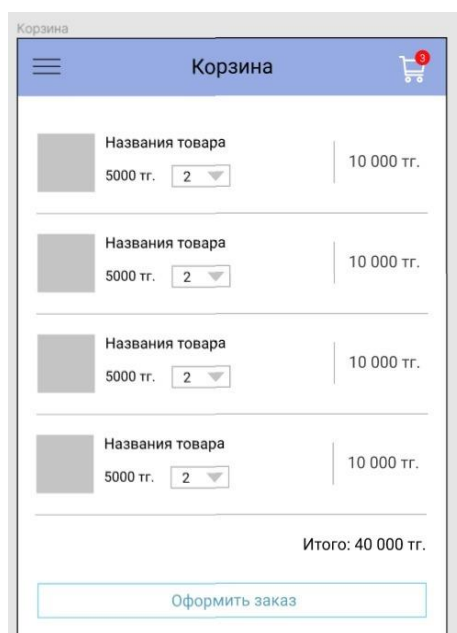 Корзина
Корзина
3
Названия товара
5000 тг. 2
10 000 тг.
Названия товара
5000 тг. 2
10 000 тг.
Названия товара
5000 тг. 2
10 000 тг.
Названия товара
5000 тг. 2
10 000 тг.
Итого: 40 000 тг.
Оформить заказ